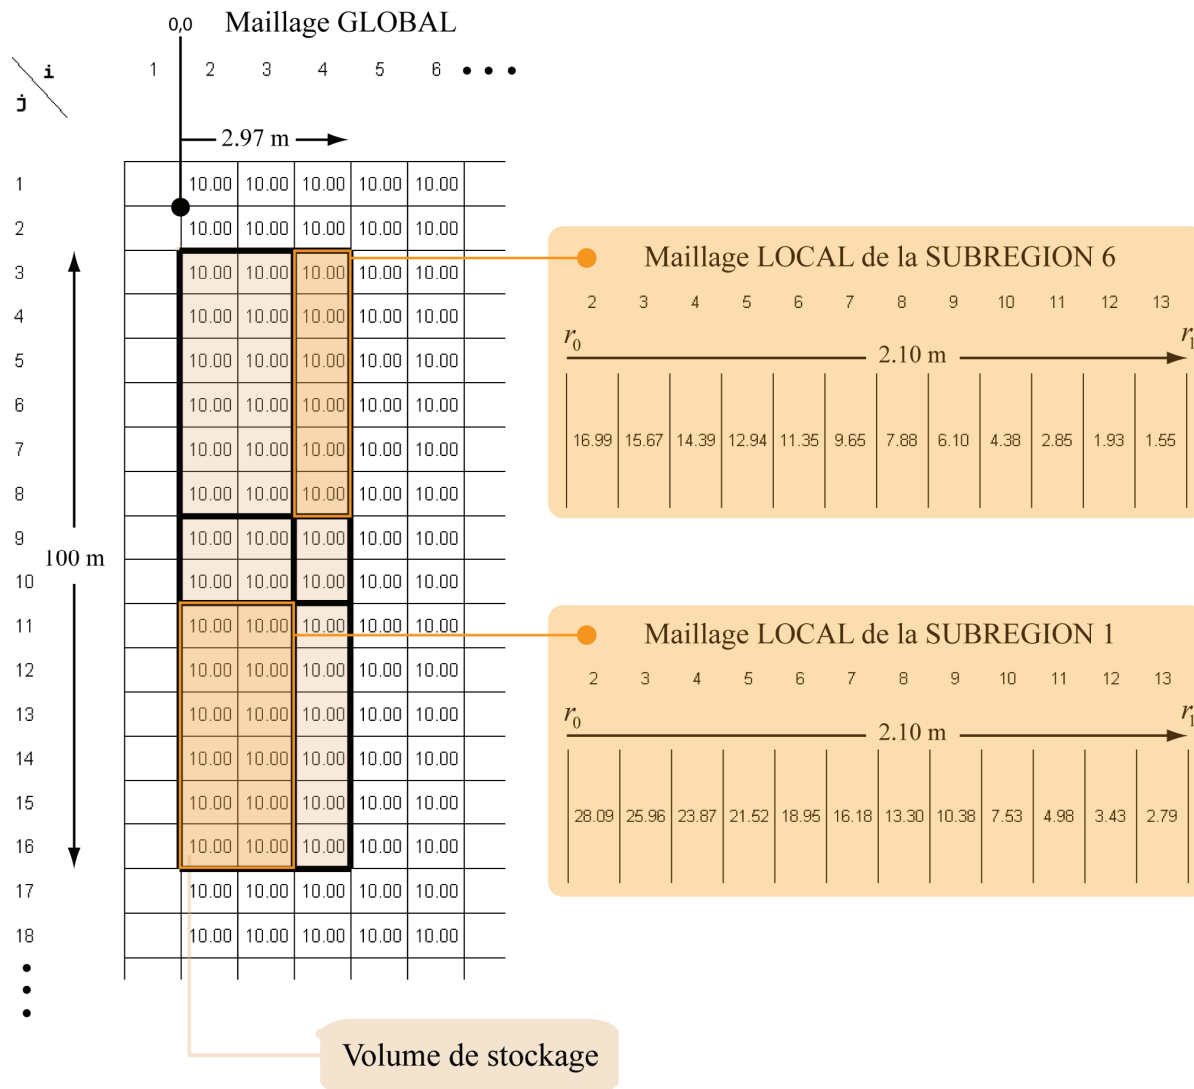 0,0 Maillage GLOBAL
i
j
1 2 3 4 5 6
2.97 m
1 10.00 10.00 10.00 10.00 10.00
2 10.00 10.00 10.00 10.00 10.00
3 10.00 10.00 10.00 10.00 10.00
4 10.00 10.00 10.00 10.00 10.00
5 10.00 10.00 10.00 10.00 10.00
6 10.00 10.00 10.00 10.00 10.00
7 10.00 10.00 10.00 10.00 10.00
8 10.00 10.00 10.00 10.00 10.00
9 10.00 10.00 10.00 10.00 10.00
100 m
10 10.00 10.00 10.00 10.00 10.00
11 10.00 10.00 10.00 10.00 10.00
12 10.00 10.00 10.00 10.00 10.00
13 10.00 10.00 10.00 10.00 10.00
14 10.00 10.00 10.00 10.00 10.00
15 10.00 10.00 10.00 10.00 10.00
16 10.00 10.00 10.00 10.00 10.00
17 10.00 10.00 10.00 10.00 10.00
18 10.00 10.00 10.00 10.00 10.00
Maillage LOCAL de la SUBREGION 6
2 3 4 5 6 7 8 9 10 11 12 13
r0 2.10 m r1
16.99 15.67 14.39 12.94 11.35 9.65 7.88 6.10 4.38 2.85 1.93 1.55
Maillage LOCAL de la SUBREGION 1
2 3 4 5 6 7 8 9 10 11 12 13
r0 2.10 m r1
28.09 25.96 23.87 21.52 18.95 16.18 13.30 10.38 7.53 4.98 3.43 2.79
Volume de stockage